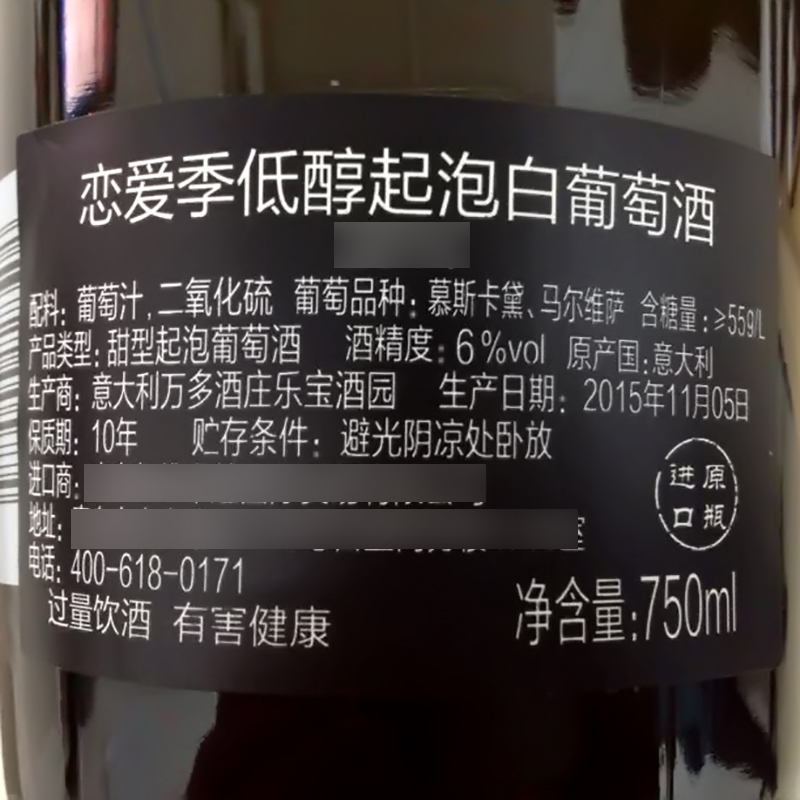 恋爱季低醇起泡白葡萄酒
配料: 葡萄汁,二氧化硫 葡萄品种: 慕斯卡黛、马尔维萨 含糖量:≥55g/L
产品类型: 甜型起泡葡萄酒 酒精度: 6%vol 原产国:意大利
生产商: 意大利万多酒庄乐宝酒园 生产日期: 2015年11月05日
保质期: 10年 贮存条件: 避光阴凉处卧放
进口商:
地址:
电话: 400-618-0171
原瓶
进口
过量饮酒 有害健康
净含量:750ml